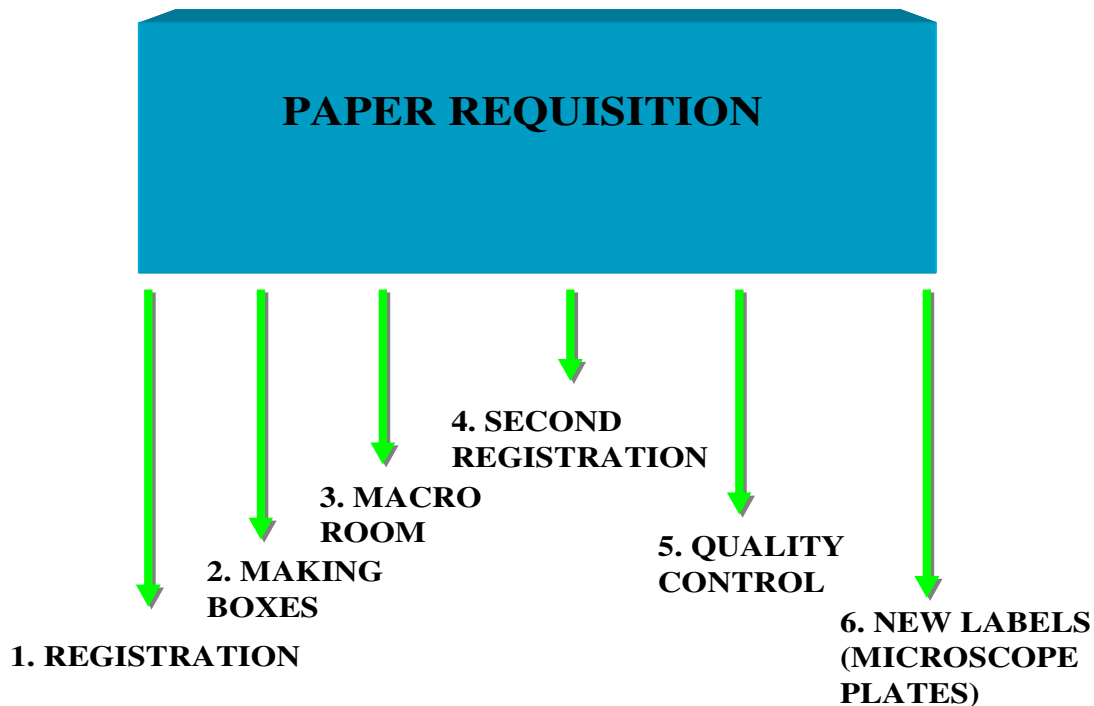 PAPER REQUISITION
1. REGISTRATION
2. MAKING
BOXES
3. MACRO
ROOM
4. SECOND
REGISTRATION
5. QUALITY
CONTROL
6. NEW LABELS
(MICROSCOPE
PLATES)